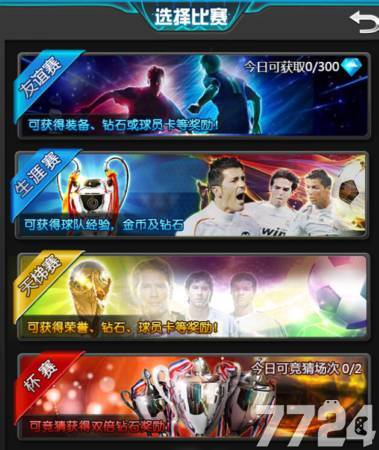 选择比赛
友谊赛
今日可获取0/300
可获得装备、钻石或球员卡等奖励！
生涯赛
可获得球队经验，金币及钻石
天梯赛
可获得荣誉、钻石、球员卡等奖励！
杯赛
今日可竞猜场次 0/2
可竞猜获得双倍钻石奖励
7724